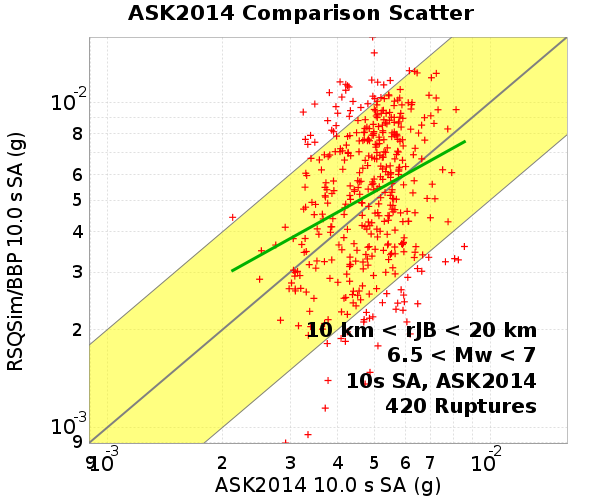 ASK2014 Comparison Scatter
RSQSim/BBP 10.0 s SA (g)
10-2
8
6
5
4
3
2
10-3
9
10 km < rJB < 20 km
6.5 < Mw < 7
10s SA, ASK2014
420 Ruptures
9 10-3 2 3 4 5 6 7 10-2
ASK2014 10.0 s SA (g)